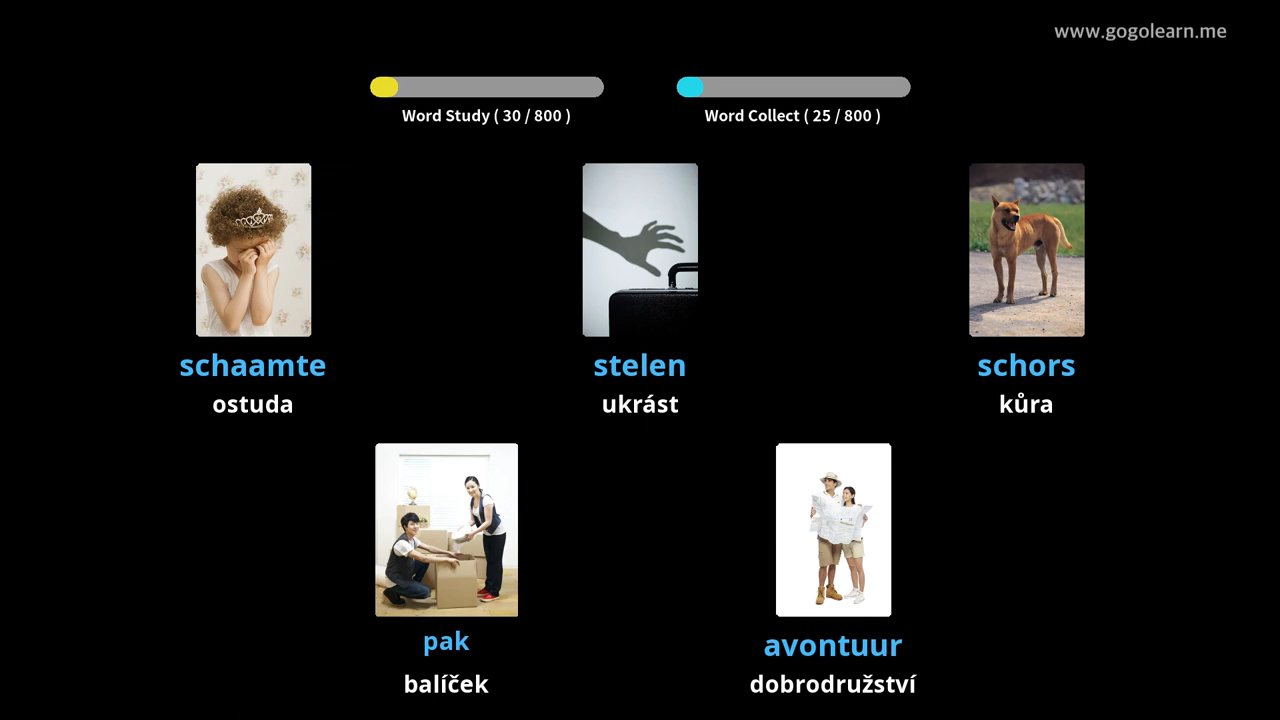 www.gogolearn.me
Word Study ( 30 / 800 )
Word Collect ( 25 / 800 )
schaamte
ostuda
stelen
ukrást
schors
kůra
pak
balíček
avontuur
dobrodružství